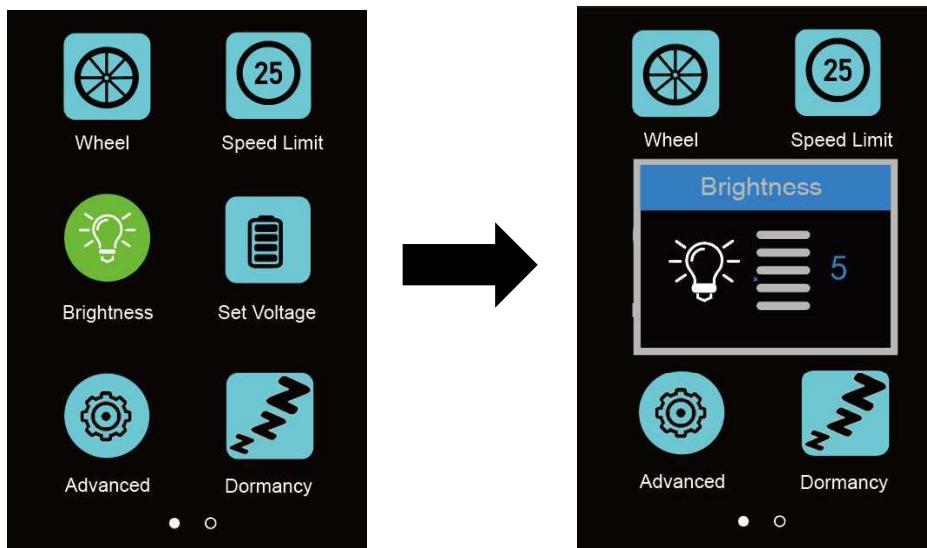 25
25
Wheel
Speed Limit
Wheel
Speed Limit
Brightness
5
Brightness
Set Voltage
Advanced
Dormancy
Advanced
Dormancy